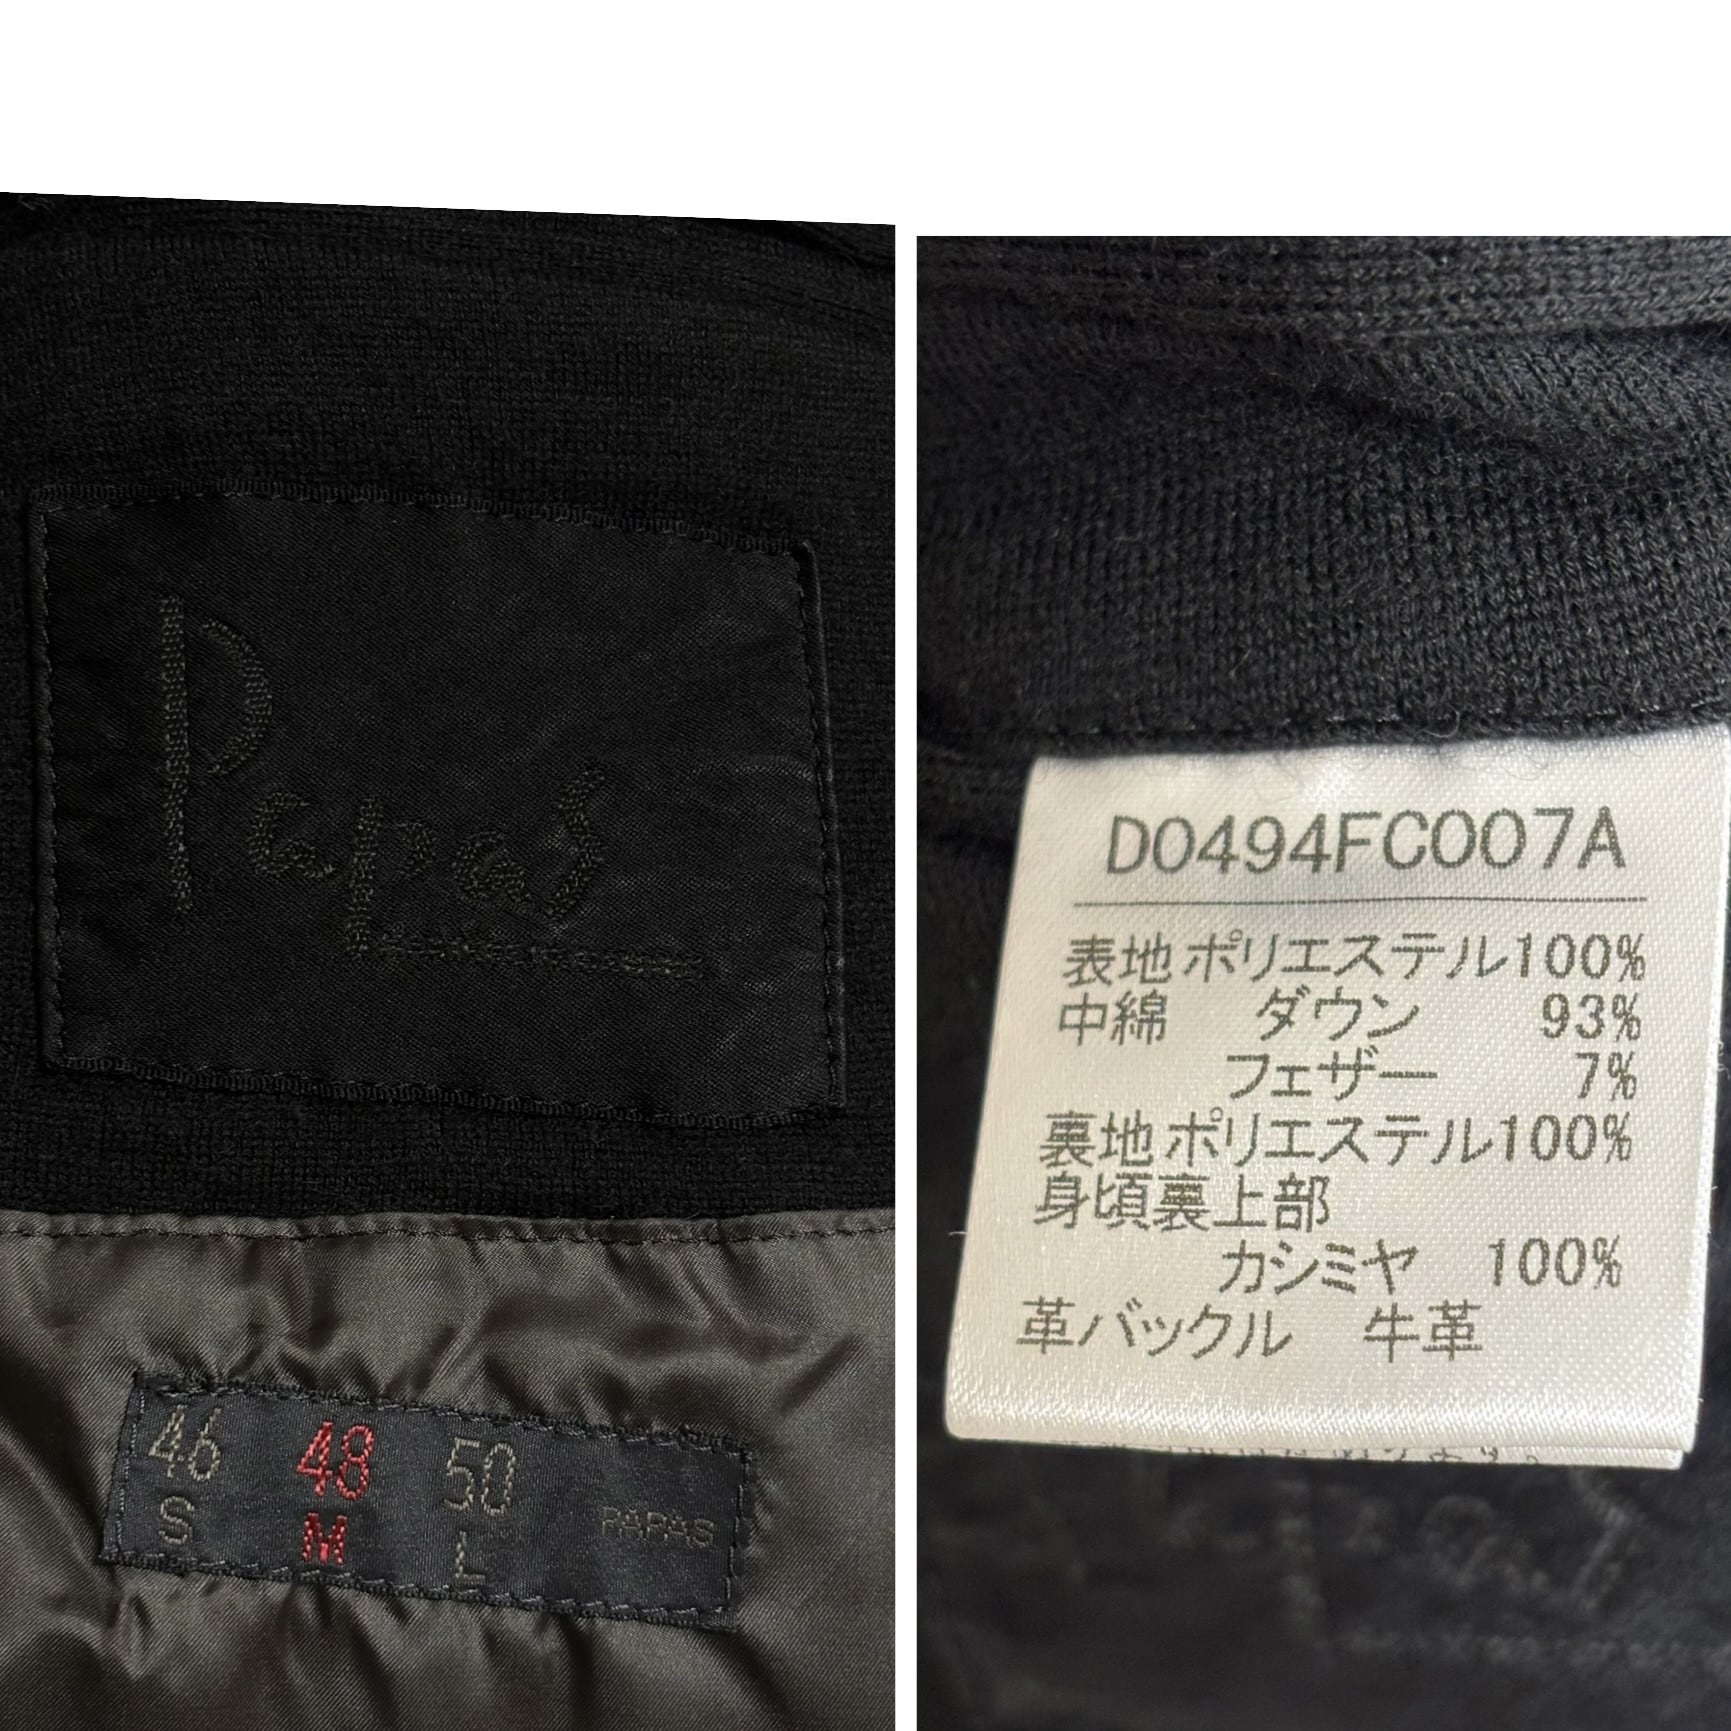 Papas
46 48 50
S M L PAPAS
D0494FC007A
表地 ポリエステル100%
中綿 ダウン 93%
フェザー 7%
裏地 ポリエステル100%
身頃裏上部
カシミヤ 100%
革バックル 牛革